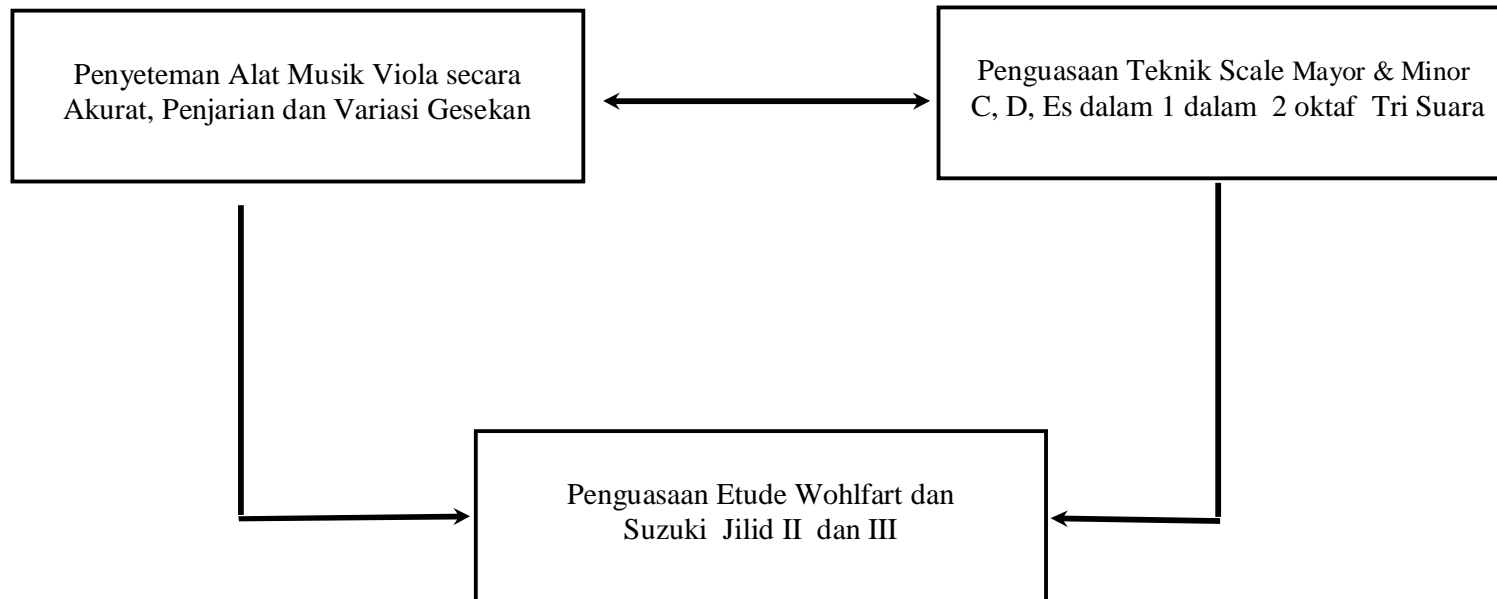 Penyeteman Alat Musik Viola secara
Akurat, Penjarian dan Variasi Gesekan
Penguasaan Teknik Scale Mayor & Minor
C, D, Es dalam 1 dalam 2 oktaf Tri Suara
Penguasaan Etude Wohlfart dan
Suzuki Jilid II dan III